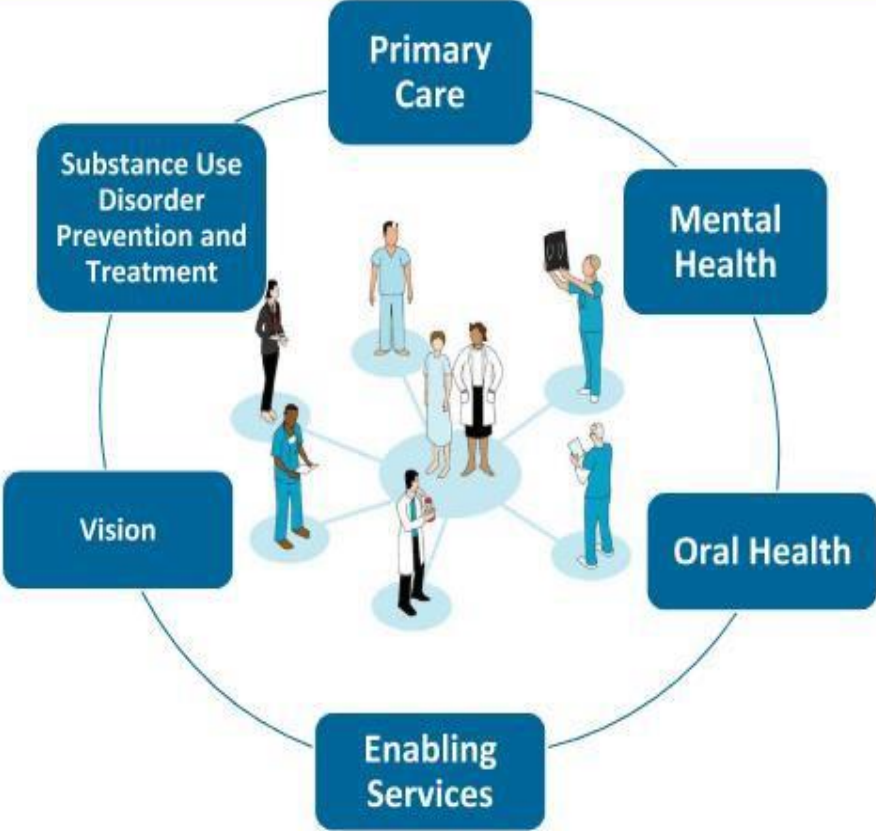 Primary
Care
Mental
Health
Oral Health
Enabling
Services
Vision
Substance Use
Disorder
Prevention and
Treatment